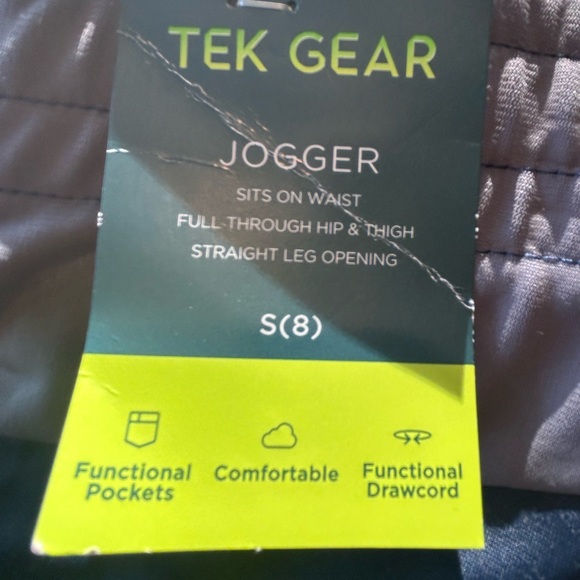 TEK GEAR
JOGGER
SITS ON WAIST
FULL THROUGH HIP & THIGH
STRAIGHT LEG OPENING
S(8)
Functional Comfortable Functional
Pockets Drawcord